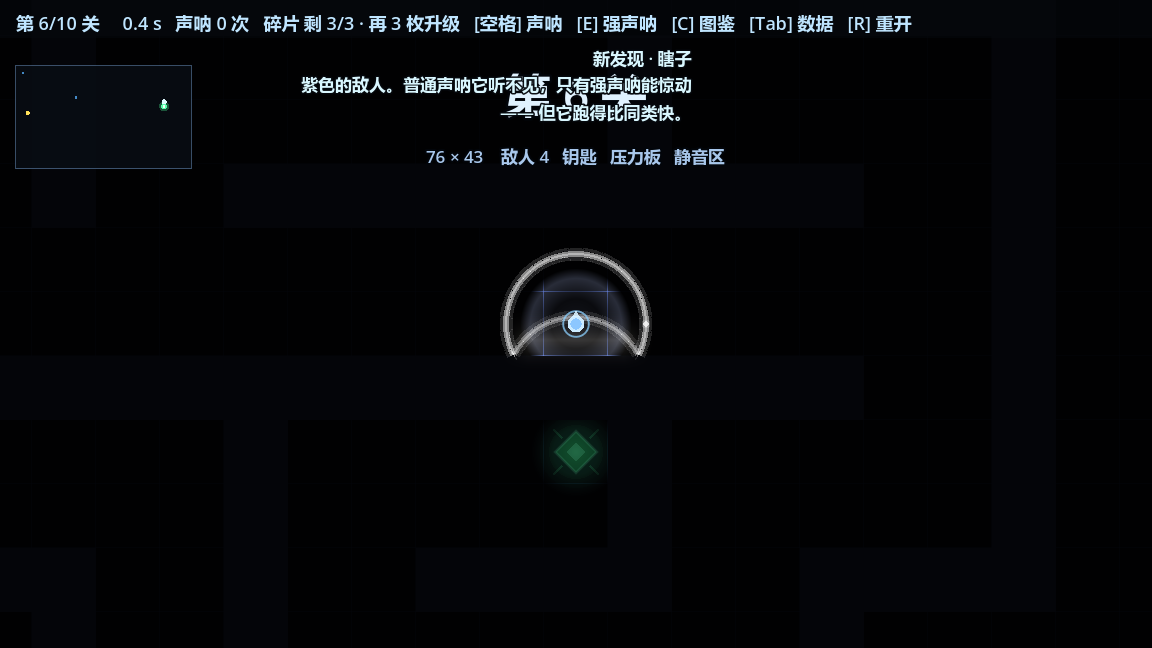 第 6/10 关 0.4 s 声呐 0 次 碎片 剩 3/3 · 再 3 枚升级 [空格] 声呐 [E] 强声呐 [C] 图鉴 [Tab] 数据 [R] 重开
新发现 · 瞎子
紫色的敌人。普通声呐它听不见，只有强声呐能惊动
——但它跑得比同类快。
第 6 关
76 × 43 敌人 4 钥匙 压力板 静音区